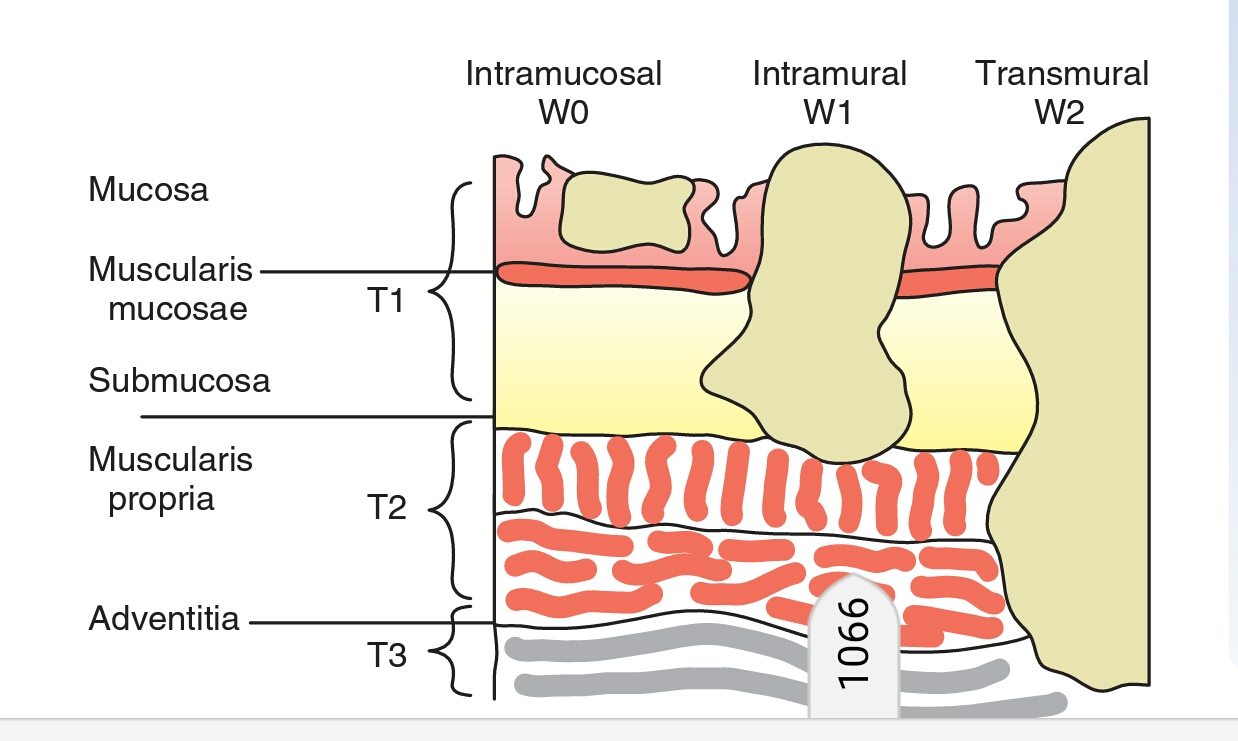 Intramucosal
W0
Intramural
W1
Transmural
W2
Mucosa
Muscularis
mucosae
T1
Submucosa
Muscularis
propria
T2
Adventitia
T3
1066